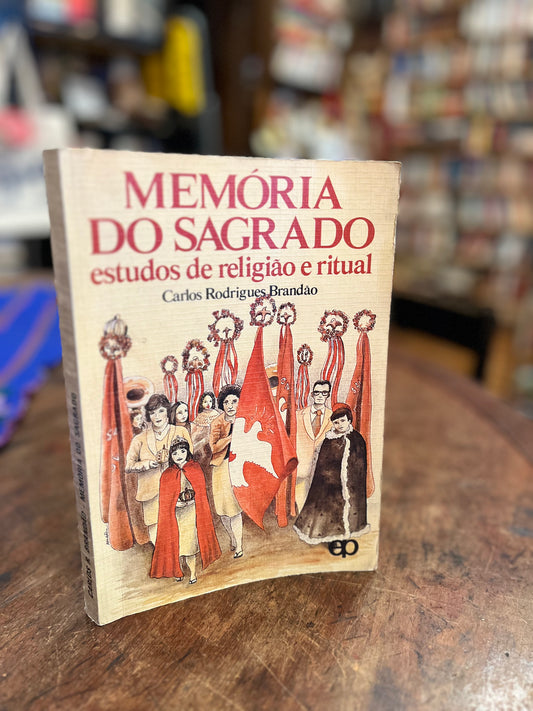 MEMÓRIA
DO SAGRADO
estudos de religião e ritual
Carlos Rodrigues Brandão
ep
MEMÓRIA DO SAGRADO